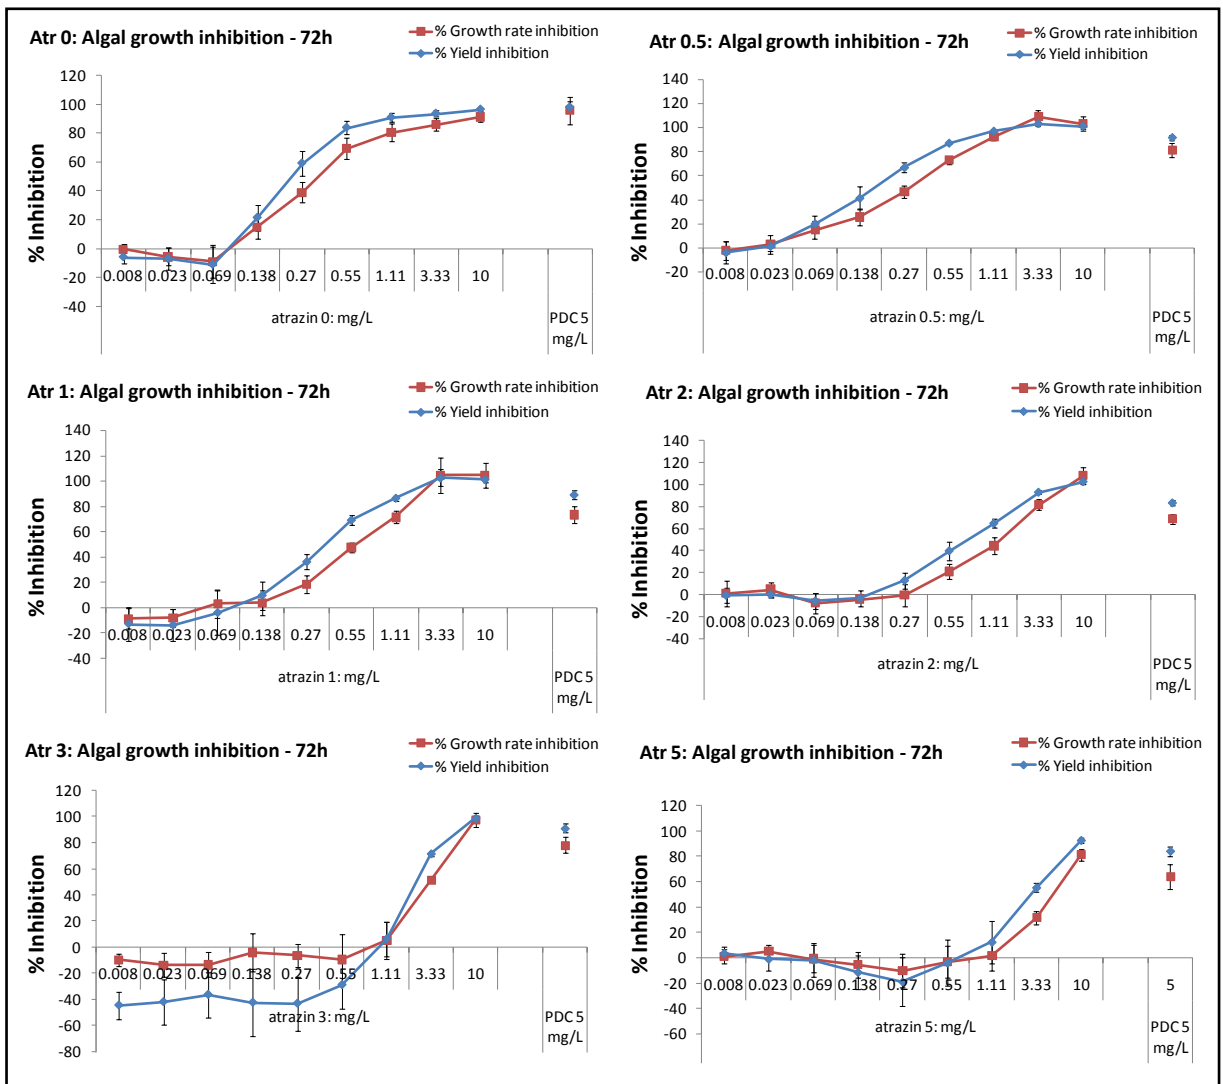 Atr 0: Algal growth inhibition - 72h
% Growth rate inhibition
% Yield inhibition
120
100
80
60
40
20
0
-20
-40
% Inhibition
0.008 0.023 0.069 0.138 0.27 0.55 1.11 3.33 10
atrazin 0: mg/L
PDC 5
mg/L
Atr 0.5: Algal growth inhibition - 72h
% Growth rate inhibition
% Yield inhibition
140
120
100
80
60
40
20
0
-20
% Inhibition
0.008 0.023 0.069 0.138 0.27 0.55 1.11 3.33 10
atrazin 0.5: mg/L
PDC 5
mg/L
Atr 1: Algal growth inhibition - 72h
% Growth rate inhibition
% Yield inhibition
140
120
100
80
60
40
20
0
-20
-40
% Inhibition
0.008 0.023 0.069 0.138 0.27 0.55 1.11 3.33 10
atrazin 1: mg/L
PDC 5
mg/L
Atr 2: Algal growth inhibition - 72h
% Growth rate inhibition
% Yield inhibition
140
120
100
80
60
40
20
0
-20
-40
% Inhibition
0.008 0.023 0.069 0.138 0.27 0.55 1.11 3.33 10
atrazin 2: mg/L
PDC 5
mg/L
Atr 3: Algal growth inhibition - 72h
% Growth rate inhibition
% Yield inhibition
120
100
80
60
40
20
0
-20
-40
-60
-80
% Inhibition
0.008 0.023 0.069 0.138 0.27 0.55 1.11 3.33 10
atrazin 3: mg/L
PDC 5
mg/L
Atr 5: Algal growth inhibition - 72h
% Growth rate inhibition
% Yield inhibition
120
100
80
60
40
20
0
-20
-40
-60
% Inhibition
0.008 0.023 0.069 0.138 0.27 0.55 1.11 3.33 10 5
atrazin 5: mg/L
PDC 5
mg/L